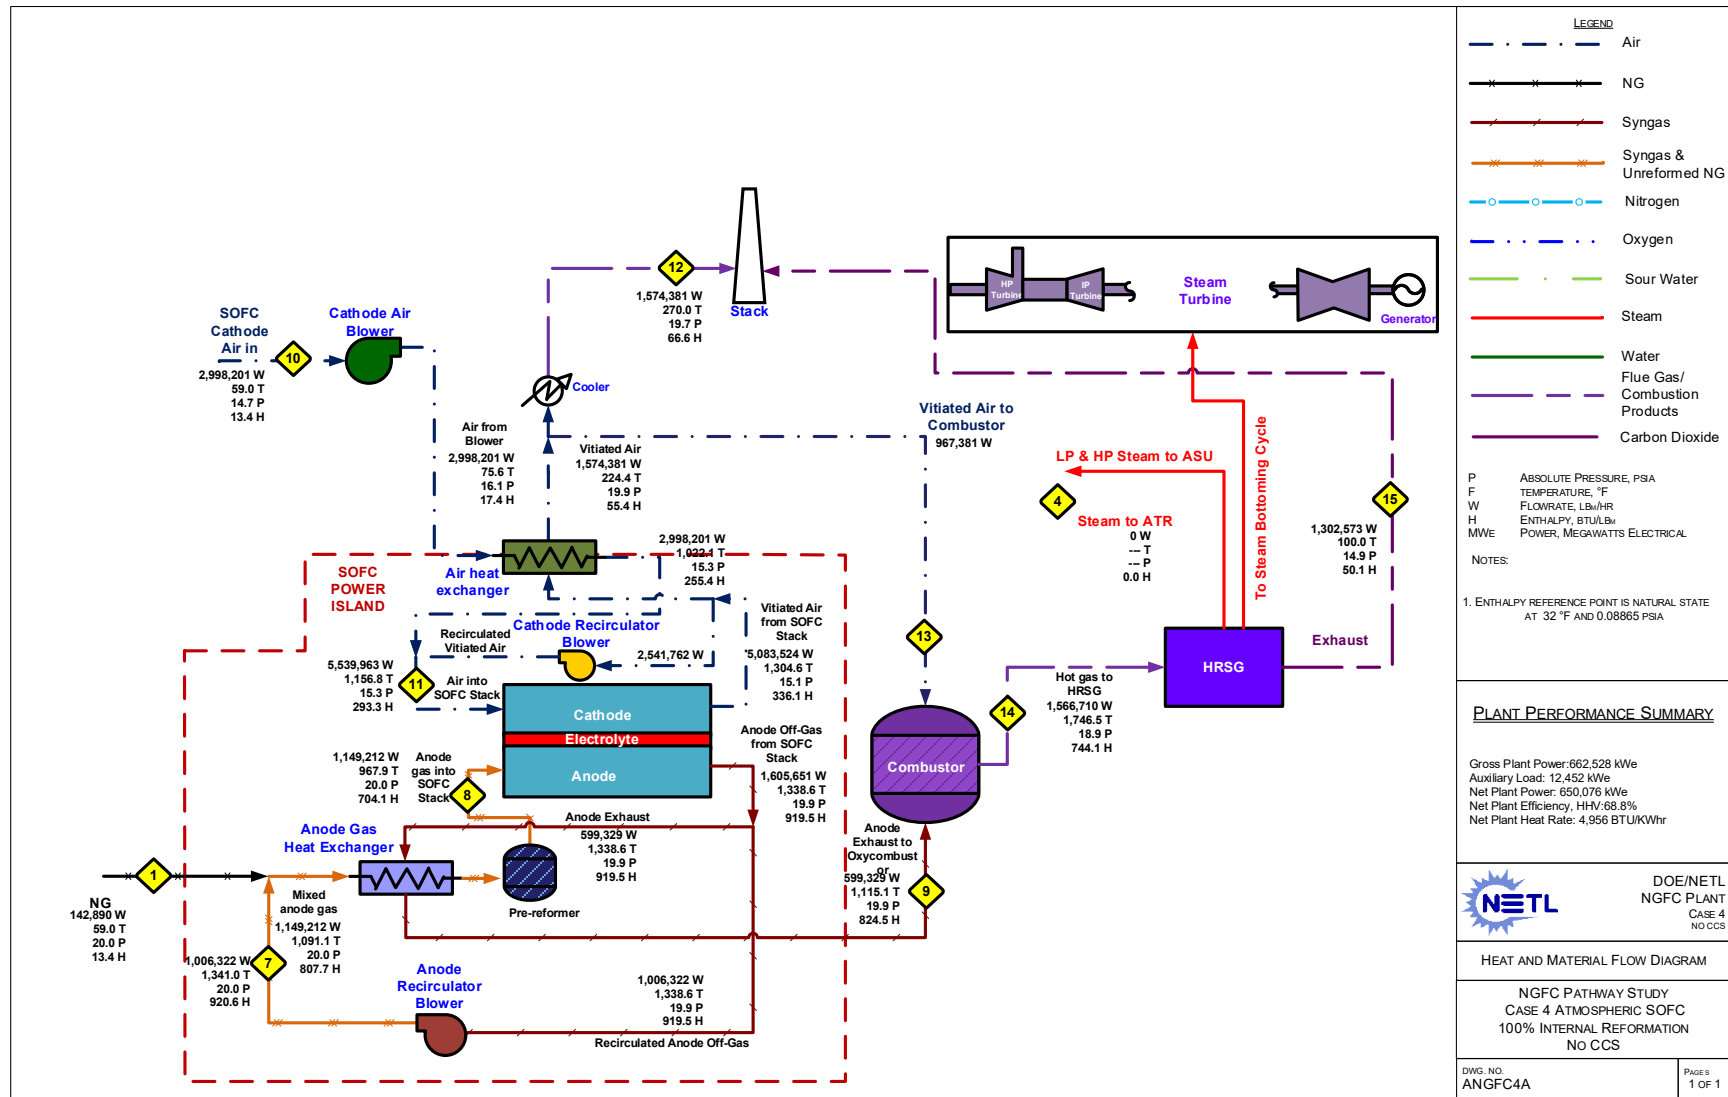 SOFC
Cathode
Air in
10
2,998,201 W
59.0 T
14.7 P
13.4 H
Cathode Air
Blower
12
1,574,381 W
270.0 T
19.7 P
66.6 H
Stack
Cooler
Air from
Blower
2,998,201 W
75.6 T
16.1 P
17.4 H
Vitiated Air
1,574,381 W
224.4 T
19.9 P
55.4 H
Vitiated Air to
Combustor
967,381 W
HP
Turbine
IP
Turbine
Steam
Turbine
Generator
LP & HP Steam to ASU
4
Steam to ATR
0 W
--- T
--- P
0.0 H
To Steam Bottoming Cycle
15
1,302,573 W
100.0 T
14.9 P
50.1 H
SOFC
POWER
ISLAND
Air heat
exchanger
2,998,201 W
1,022.1 T
15.3 P
255.4 H
Cathode Recirculator
Blower
Recirculated
Vitiated Air
2,541,762 W
Vitiated Air
from SOFC
Stack
5,083,524 W
1,304.6 T
15.1 P
336.1 H
5,539,963 W
1,156.8 T
15.3 P
293.3 H
11
Air into
SOFC Stack
Cathode
Electrolyte
Anode
13
HRSG
Exhaust
14
Hot gas to
HRSG
1,566,710 W
1,746.5 T
18.9 P
744.1 H
Combustor
Anode Off-Gas
from SOFC
Stack
1,605,651 W
1,338.6 T
19.9 P
919.5 H
1,149,212 W
967.9 T
20.0 P
704.1 H
Anode
gas into
SOFC
Stack
8
Anode Exhaust
599,329 W
1,338.6 T
19.9 P
919.5 H
Anode Gas
Heat Exchanger
Pre-reformer
Anode
Exhaust to
Oxycombust
or
599,329 W
1,115.1 T
19.9 P
824.5 H
9
1
NG
142,890 W
59.0 T
20.0 P
13.4 H
Mixed
anode gas
1,149,212 W
1,091.1 T
20.0 P
807.7 H
7
1,006,322 W
1,341.0 T
20.0 P
920.6 H
Anode
Recirculator
Blower
1,006,322 W
1,338.6 T
19.9 P
919.5 H
Recirculated Anode Off-Gas
LEGEND
Air
NG
Syngas
Syngas &
Unreformed NG
Nitrogen
Oxygen
Sour Water
Steam
Water
Flue Gas/
Combustion
Products
Carbon Dioxide
P ABSOLUTE PRESSURE, PSIA
F TEMPERATURE, °F
W FLOWRATE, LBM/HR
H ENTHALPY, BTU/LBM
MWE POWER, MEGAWATTS ELECTRICAL
NOTES:
1. ENTHALPY REFERENCE POINT IS NATURAL STATE
AT 32 °F AND 0.08865 PSIA
PLANT PERFORMANCE SUMMARY
Gross Plant Power:662,528 kWe
Auxiliary Load: 12,452 kWe
Net Plant Power: 650,076 kWe
Net Plant Efficiency, HHV:68.8%
Net Plant Heat Rate: 4,956 BTU/KWhr
NETL
DOE/NETL
NGFC PLANT
CASE 4
NO CCS
HEAT AND MATERIAL FLOW DIAGRAM
NGFC PATHWAY STUDY
CASE 4 ATMOSPHERIC SOFC
100% INTERNAL REFORMATION
NO CCS
DWG. NO.
ANGFC4A
PAGES
1 OF 1